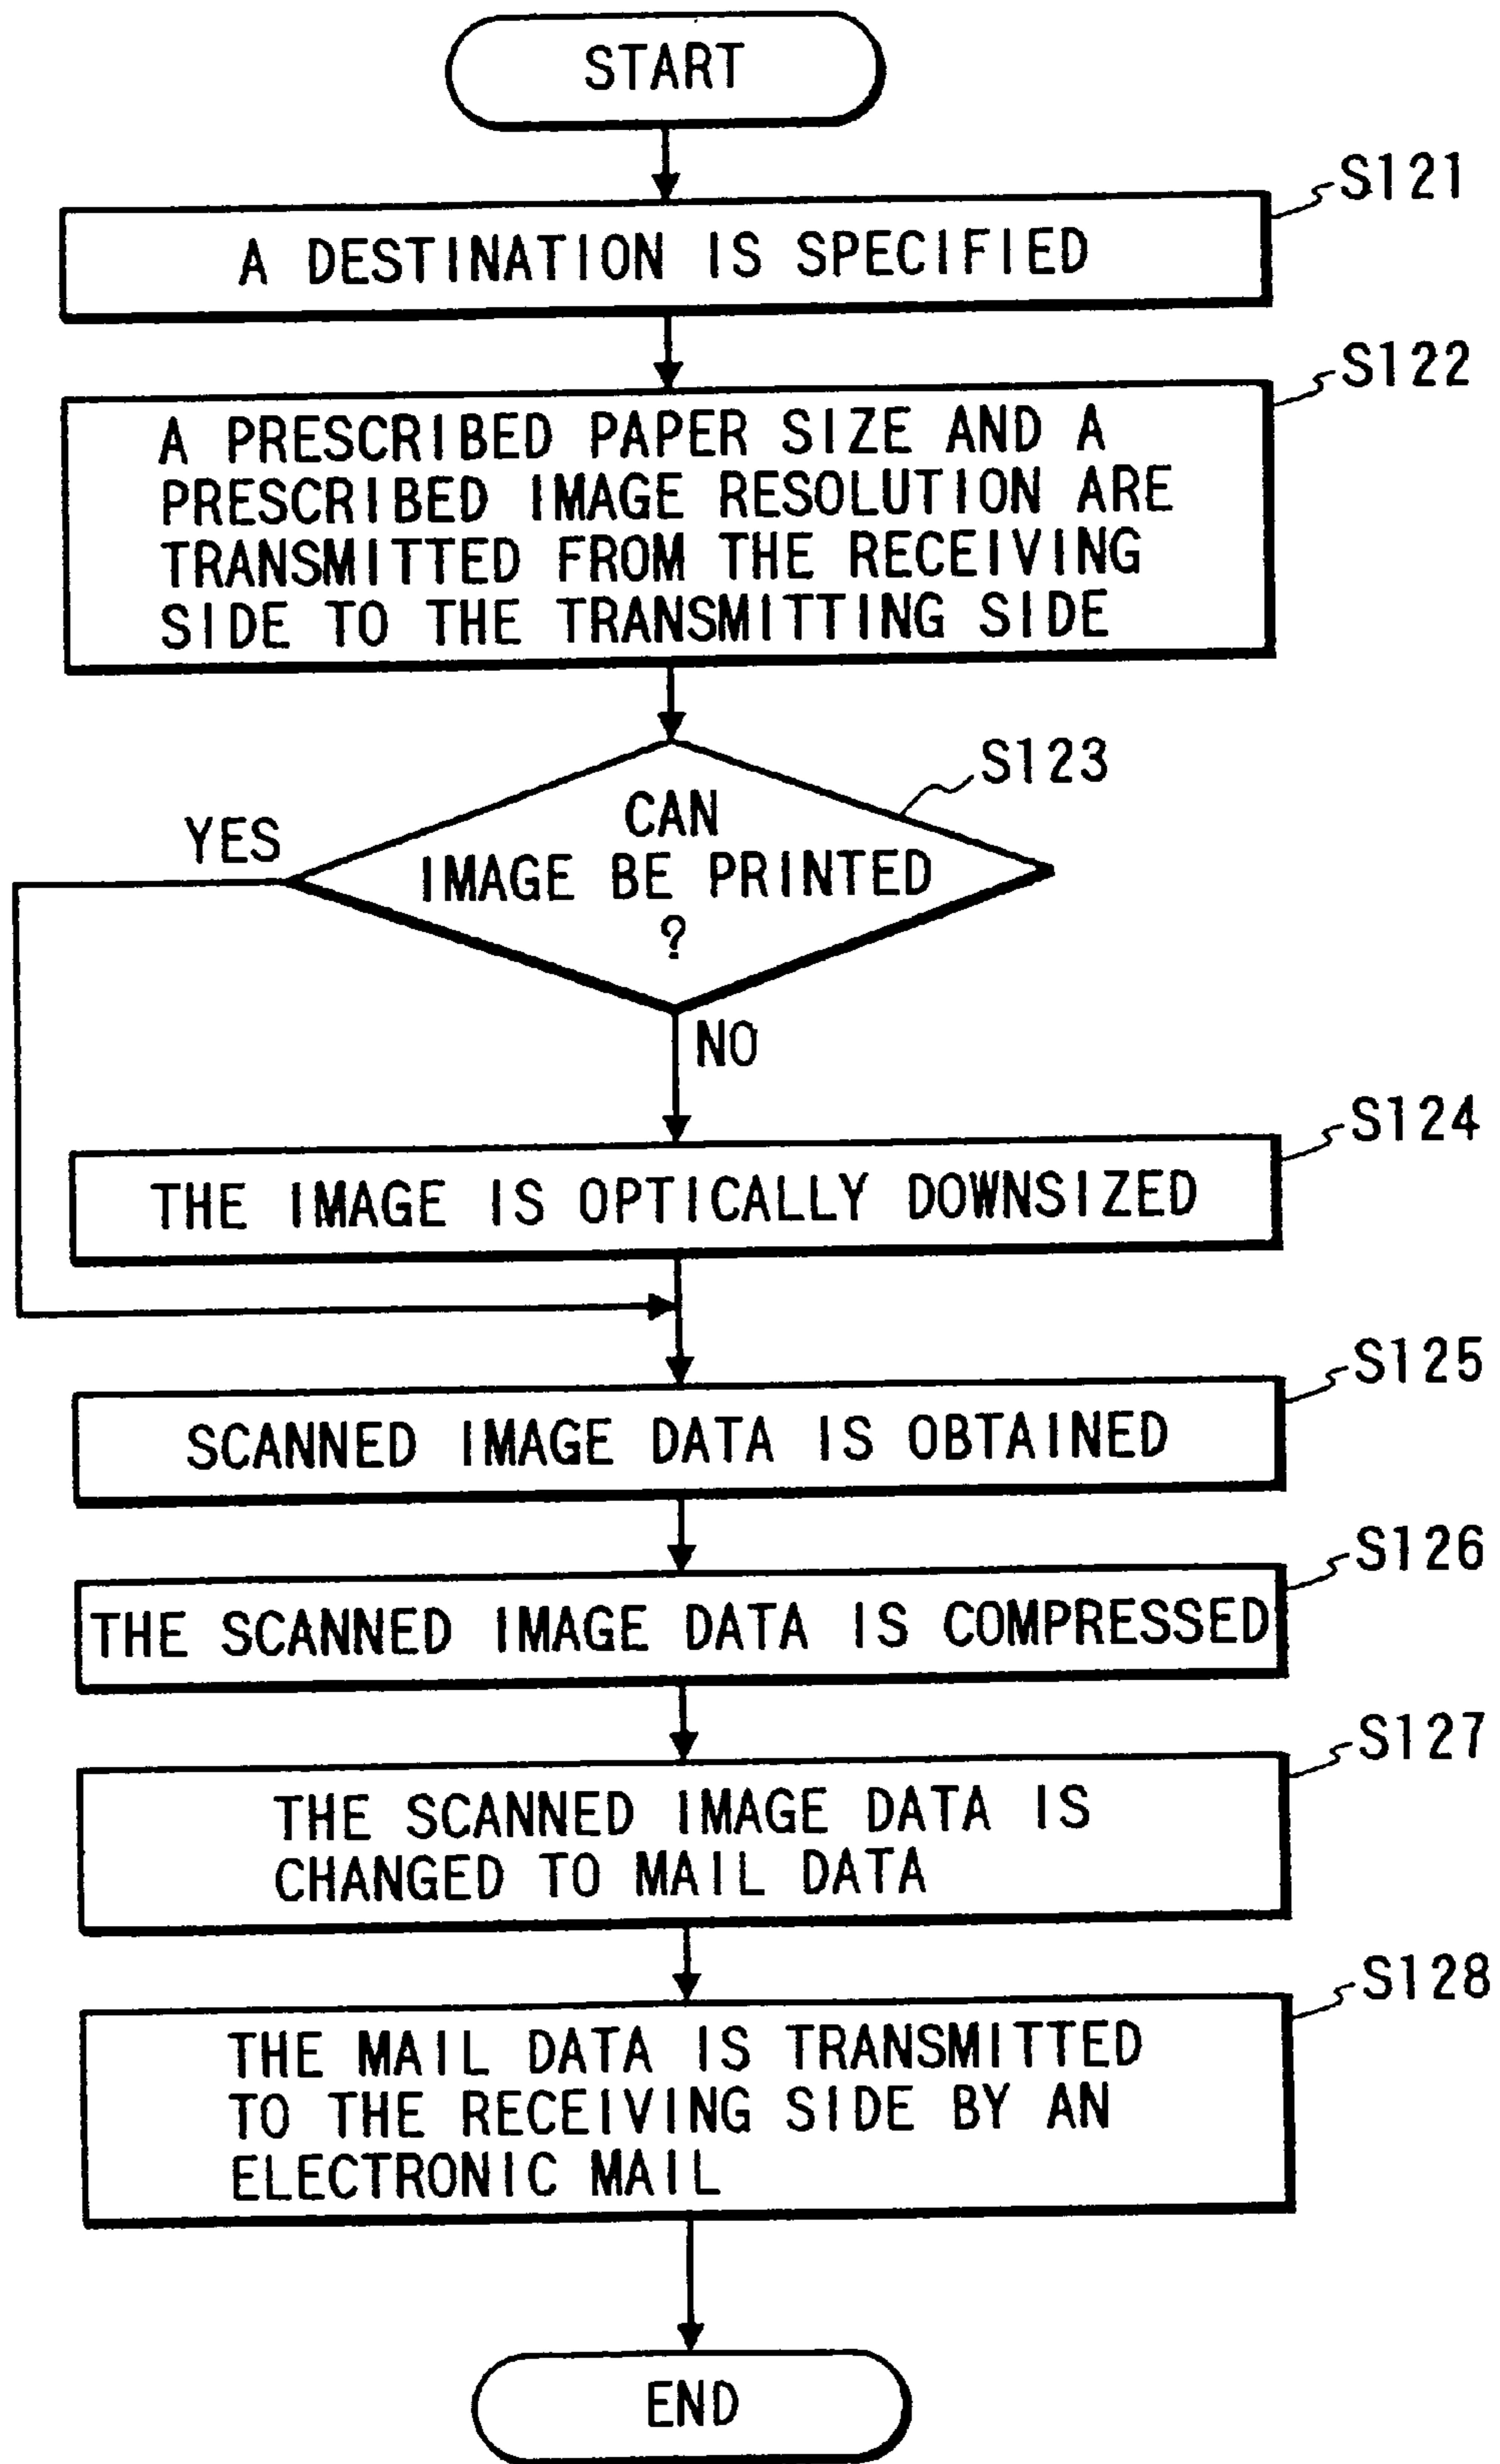 START
S121
A DESTINATION IS SPECIFIED
S122
A PRESCRIBED PAPER SIZE AND A
PRESCRIBED IMAGE RESOLUTION ARE
TRANSMITTED FROM THE RECEIVING
SIDE TO THE TRANSMITTING SIDE
S123
CAN
YES
IMAGE BE PRINTED
?
NO
S124
THE IMAGE IS OPTICALLY DOWNSIZED
S125
SCANNED IMAGE DATA IS OBTAINED
S126
THE SCANNED IMAGE DATA IS COMPRESSED
S127
THE SCANNED IMAGE DATA IS
CHANGED TO MAIL DATA
S128
THE MAIL DATA IS TRANSMITTED
TO THE RECEIVING SIDE BY AN
ELECTRONIC MAIL
END